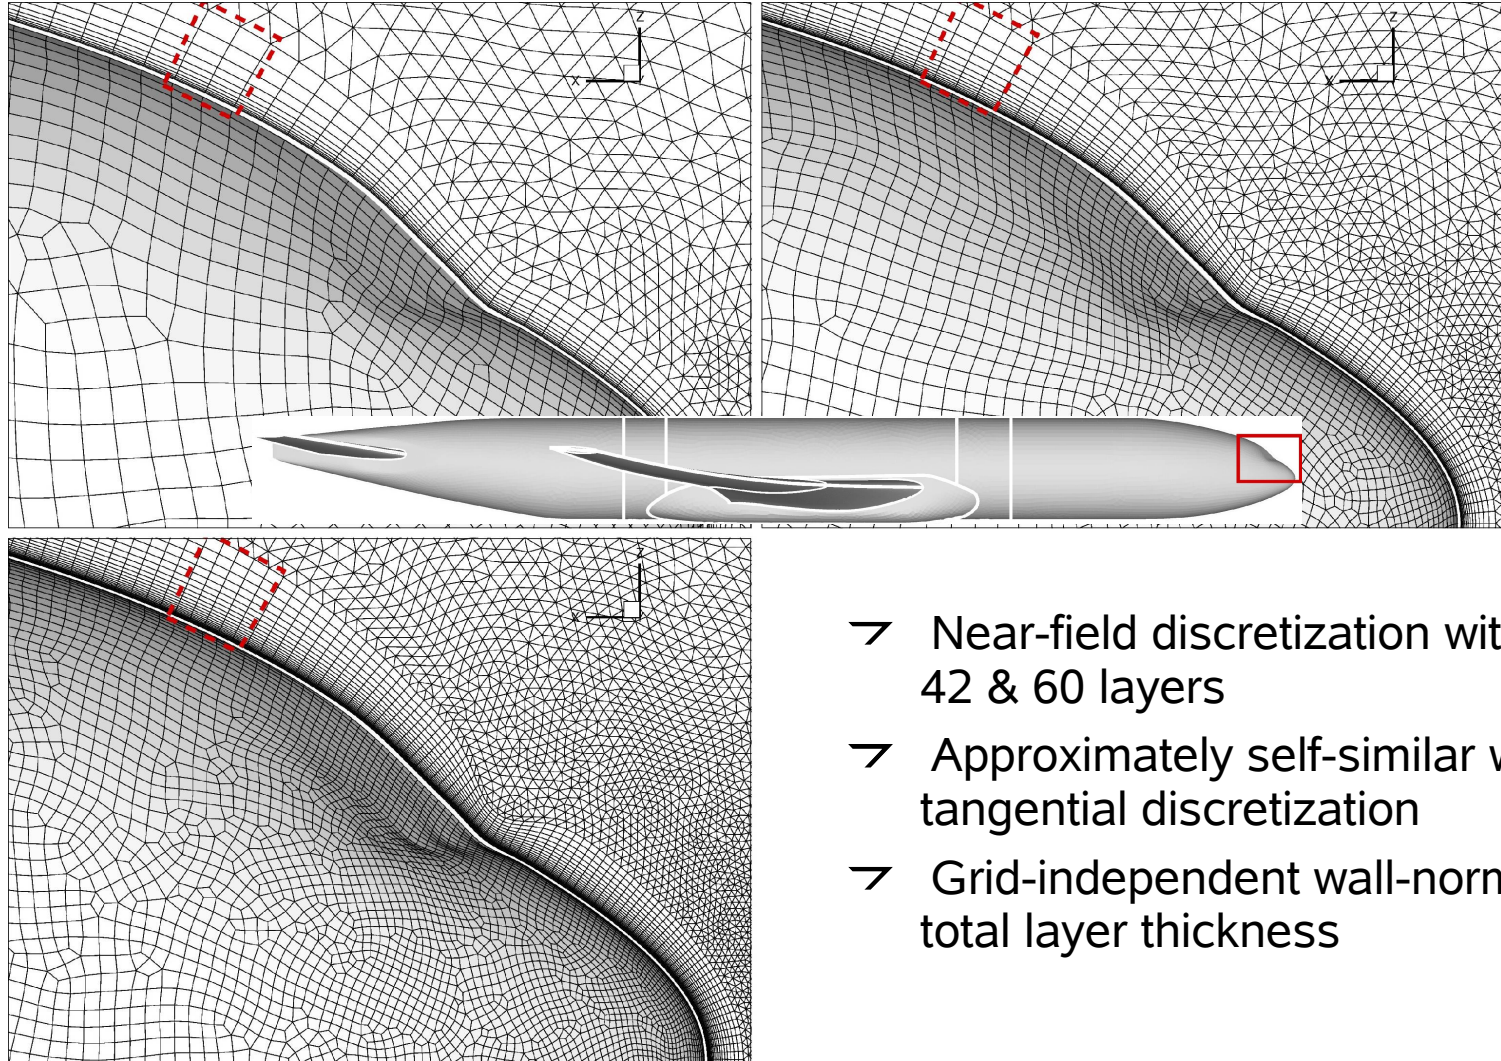 Z
X
Z
X
Z
X
Near-field discretization wit
42 & 60 layers
Approximately self-similar w
tangential discretization
Grid-independent wall-norm
total layer thickness